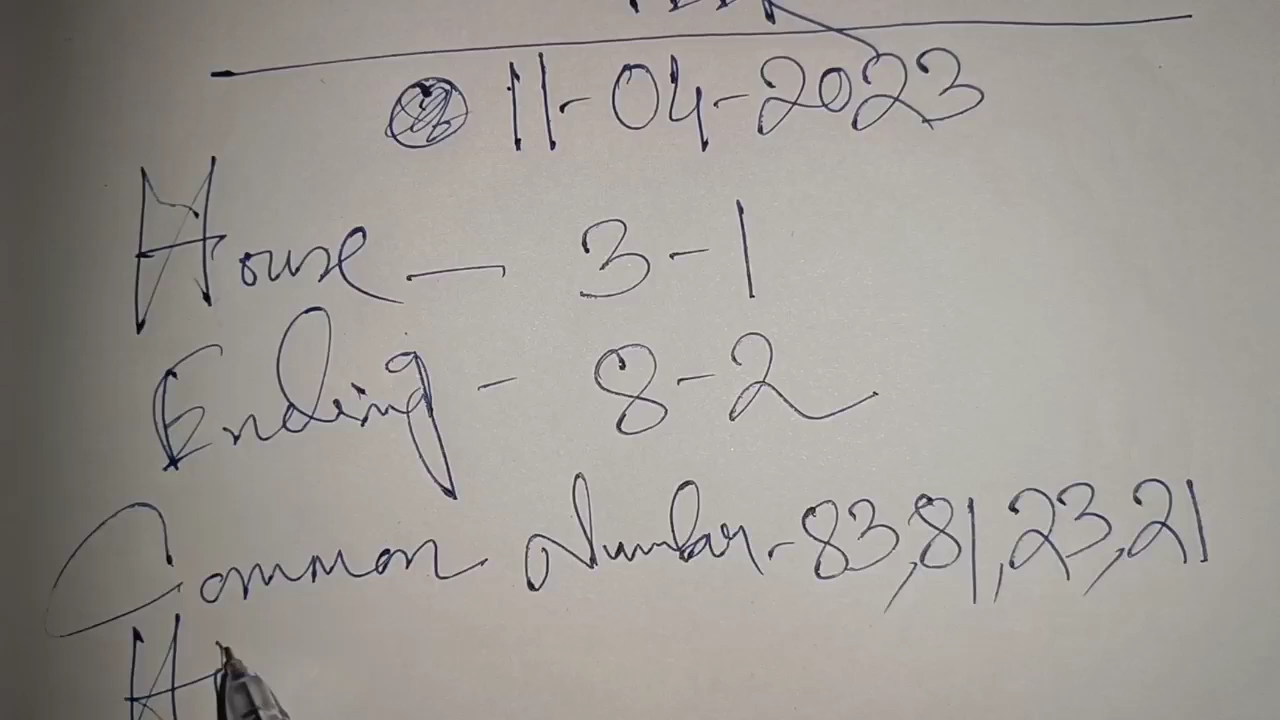 11-04-2023
House — 3-1
Ending - 8-2
Common Number - 83, 81, 23, 21
H